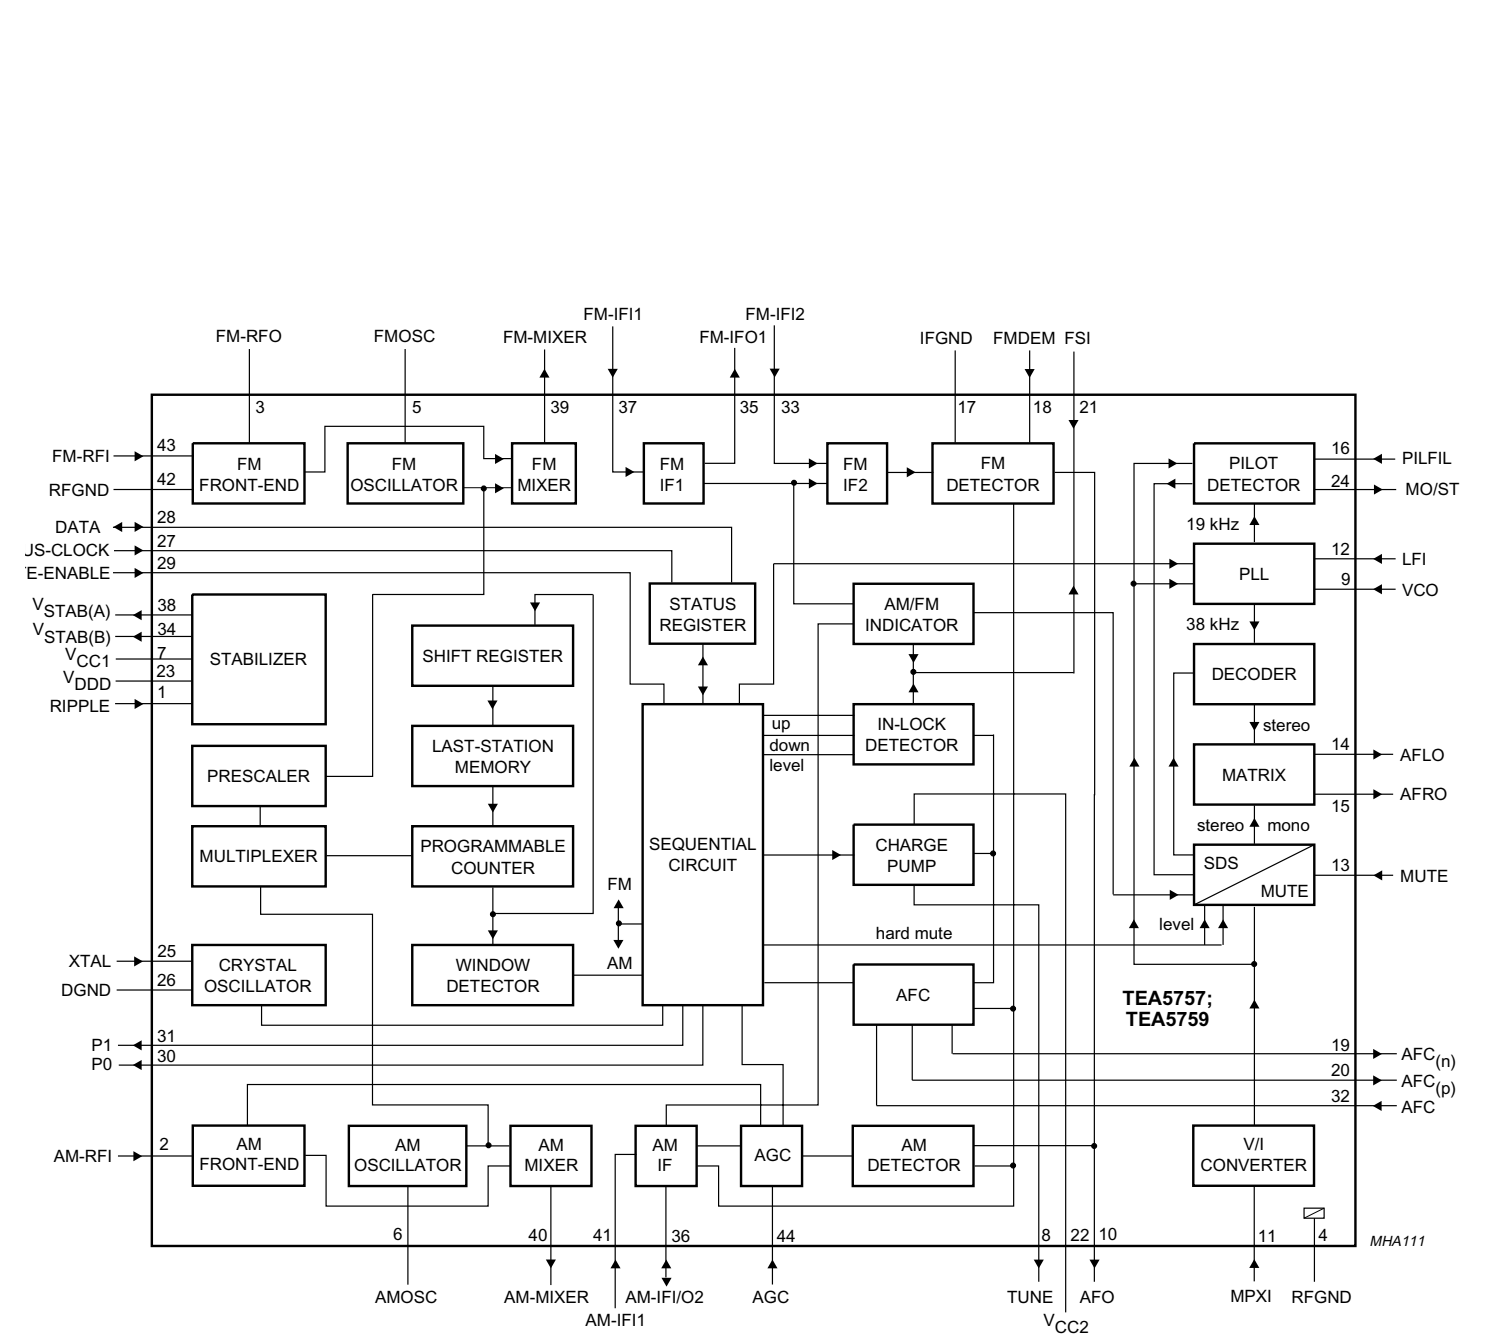 FM-IFI1
FM-IFI2
FM-RFO
FMOSC
FM-MIXER
FM-IFO1
IFGND
FMDEM
FSI
3
5
39
37
35
33
17
18
21
FM-RFI
43
RFGND
42
FM
FRONT-END
FM
OSCILLATOR
FM
MIXER
FM
IF1
FM
IF2
FM
DETECTOR
PILOT
DETECTOR
16
PILFIL
24
MO/ST
DATA
28
US-CLOCK
27
E-ENABLE
29
19 kHz
PLL
12
LFI
9
VCO
38 kHz
VSTAB(A)
38
VSTAB(B)
34
VCC1
7
VDDD
23
RIPPLE
1
STABILIZER
SHIFT REGISTER
STATUS
REGISTER
AM/FM
INDICATOR
DECODER
stereo
LAST-STATION
MEMORY
up
down
level
IN-LOCK
DETECTOR
PRESCALER
MATRIX
14
AFLO
15
AFRO
stereo
mono
MULTIPLEXER
PROGRAMMABLE
COUNTER
SEQUENTIAL
CIRCUIT
CHARGE
PUMP
SDS
MUTE
13
MUTE
FM
AM
level
hard mute
XTAL
25
DGND
26
CRYSTAL
OSCILLATOR
WINDOW
DETECTOR
AFC
TEA5757;
TEA5759
P1
31
P0
30
19
AFC(n)
20
AFC(p)
32
AFC
AM-RFI
2
AM
FRONT-END
AM
OSCILLATOR
AM
MIXER
AM
IF
AGC
AM
DETECTOR
V/I
CONVERTER
6
40
41
36
44
8
22
10
11
4
MHA111
AMOSC
AM-MIXER
AM-IFI/O2
AGC
TUNE
AFO
MPXI
RFGND
AM-IFI1
VCC2